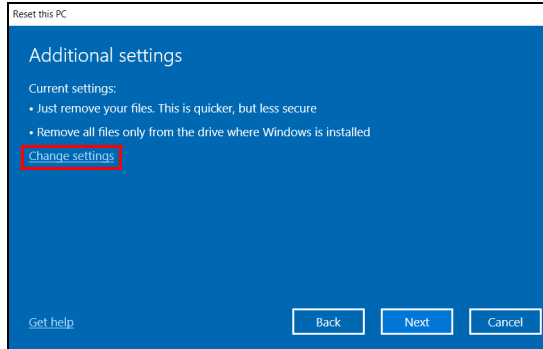 Reset this PC
Additional settings
Current settings:
• Just remove your files. This is quicker, but less secure
• Remove all files only from the drive where Windows is installed
Change settings
Get help
Back
Next
Cancel